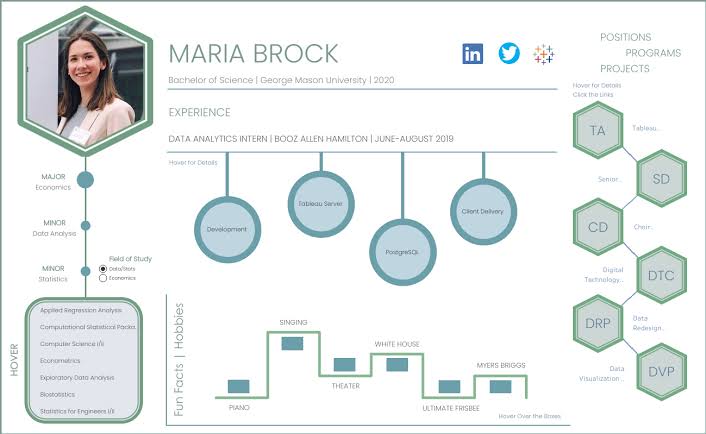 MARIA BROCK
Bachelor of Science | George Mason University | 2020
in
EXPERIENCE
DATA ANALYTICS INTERN | BOOZ ALLEN HAMILTON | JUNE-AUGUST 2019
Hover for Details
Development
Tableau Server
PostgreSQL
Client Delivery
MAJOR
Economics
MINOR
Data Analysis
MINOR
Statistics
Field of Study
Data/Stats
Economics
HOVER
Applied Regression Analysis
Computational Statistical Packa..
Computer Science I/II
Econometrics
Exploratory Data Analysis
Biostatistics
Statistics for Engineers I/II
Fun Facts | Hobbies
PIANO
SINGING
THEATER
WHITE HOUSE
ULTIMATE FRISBEE
MYERS BRIGGS
Hover Over the Boxes
POSITIONS
PROGRAMS
PROJECTS
Hover for Details
Click the Links
TA
Tableau...
Senior...
SD
CD
Choir...
Digital
Technology...
DTC
DRP
Data
Redesign...
Data
Visualization...
DVP